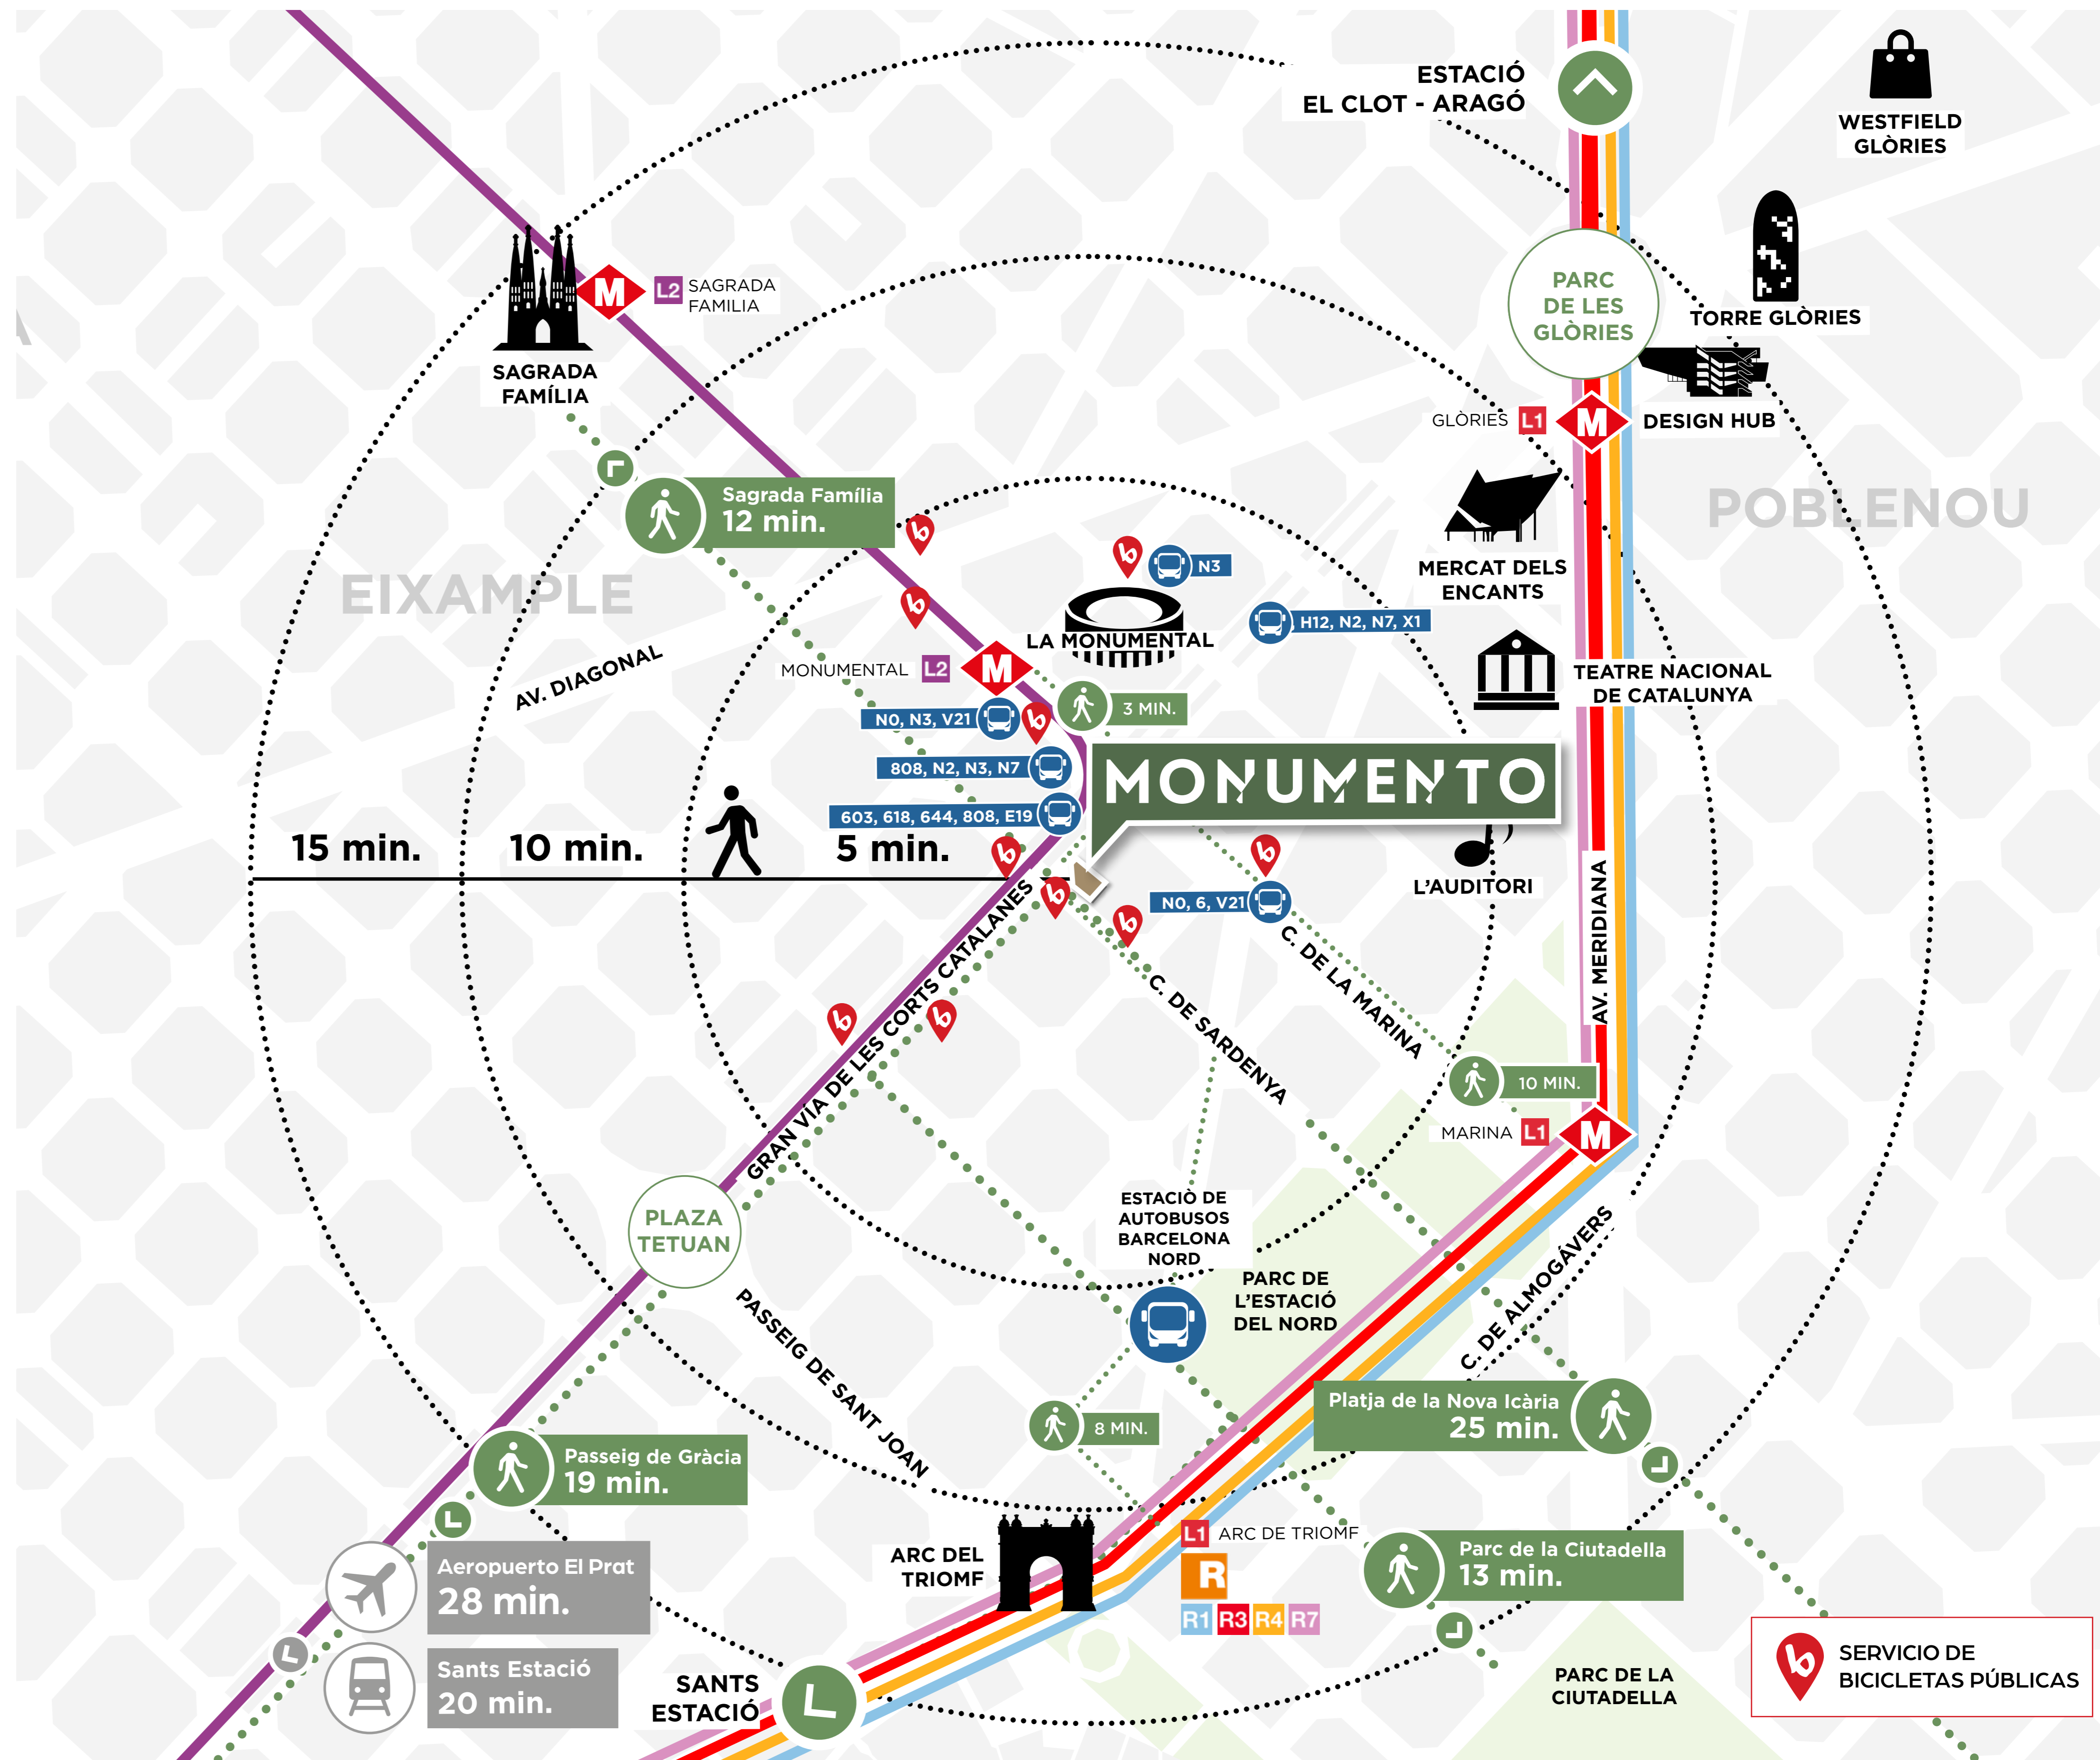 ESTACIÓ
EL CLOT - ARAGÓ
WESTFIELD
GLÒRIES
PARC
DE LES
GLÒRIES
TORRE GLÒRIES
M
L2 SAGRADA
FAMILIA
SAGRADA
FAMÍLIA
GLÒRIES L1 M
DESIGN HUB
Sagrada Família
12 min.
POBLENOU
MERCAT DELS
ENCANTS
N3
H12, N2, N7, X1
EIXAMPLE
LA MONUMENTAL
AV. DIAGONAL
MONUMENTAL L2 M
TEATRE NACIONAL
DE CATALUNYA
3 MIN.
N0, N3, V21
808, N2, N3, N7
603, 618, 644, 808, E19
MONUMENTO
15 min.
10 min.
5 min.
L'AUDITORI
N0, 6, V21
AV. MERIDIANA
GRAN VIA DE LES CORTS CATALANES
C. DE LA MARINA
C. DE SARDENYA
10 MIN.
MARINA L1 M
PLAZA
TETUAN
ESTACIÒ DE
AUTOBUSOS
BARCELONA
NORD
PARC DE
L'ESTACIÓ
DEL NORD
C. DE ALMOGÀVERS
PASSEIG DE SANT JOAN
Platja de la Nova Icària
25 min.
8 MIN.
Passeig de Gràcia
19 min.
ARC DEL
TRIOMF
L1 ARC DE TRIOMF
R
R1 R3 R4 R7
Parc de la Ciutadella
13 min.
Aeropuerto El Prat
28 min.
Sants Estació
20 min.
SANTS
ESTACIÓ
PARC DE LA
CIUTADELLA
SERVICIO DE
BICICLETAS PÚBLICAS